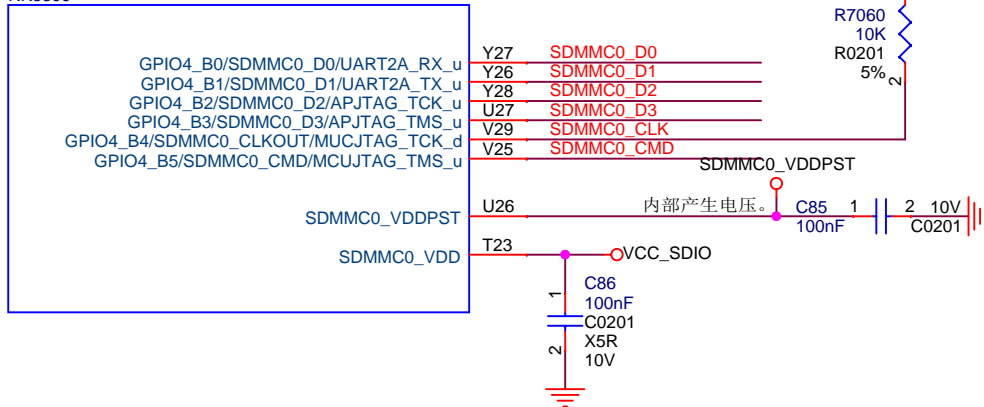 R7060
10K
R0201
5%
2
GPIO4_B0/SDMMC0_D0/UART2A_RX_u Y27 SDMMC0_D0
GPIO4_B1/SDMMC0_D1/UART2A_TX_u Y26 SDMMC0_D1
GPIO4_B2/SDMMC0_D2/APJTAG_TCK_u Y28 SDMMC0_D2
GPIO4_B3/SDMMC0_D3/APJTAG_TMS_u U27 SDMMC0_D3
GPIO4_B4/SDMMC0_CLKOUT/MUCJTAG_TCK_d V29 SDMMC0_CLK
GPIO4_B5/SDMMC0_CMD/MCUJTAG_TMS_u V25 SDMMC0_CMD
SDMMC0_VDDPST
SDMMC0_VDDPST U26 内部产生电压。 C85 1 2 10V
100nF C0201
SDMMC0_VDD T23 VCC_SDIO
1 C86
100nF
C0201
X5R
2 10V